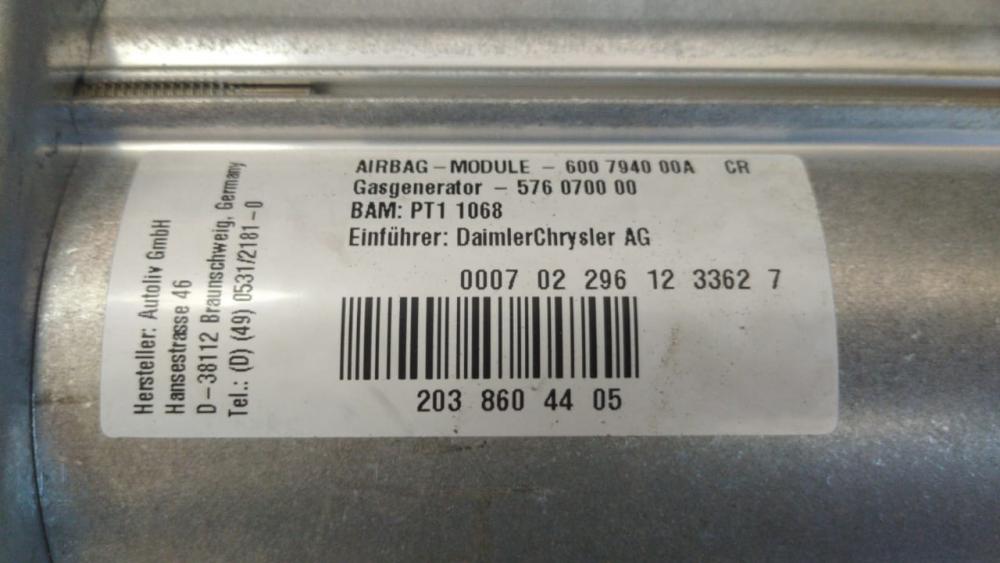 AIRBAG - MODULE - 600 7940 00A CR
Gasgenerator - 576 0700 00
BAM: PT1 1068
Einführer: DaimlerChrysler AG
0007 02 296 12 3362 7
203 860 44 05
Hersteller: Autoliv GmbH
Hansestrasse 46
D-38112 Braunschweig, Germany
Tel.: (D) (49) 0531/2181-0